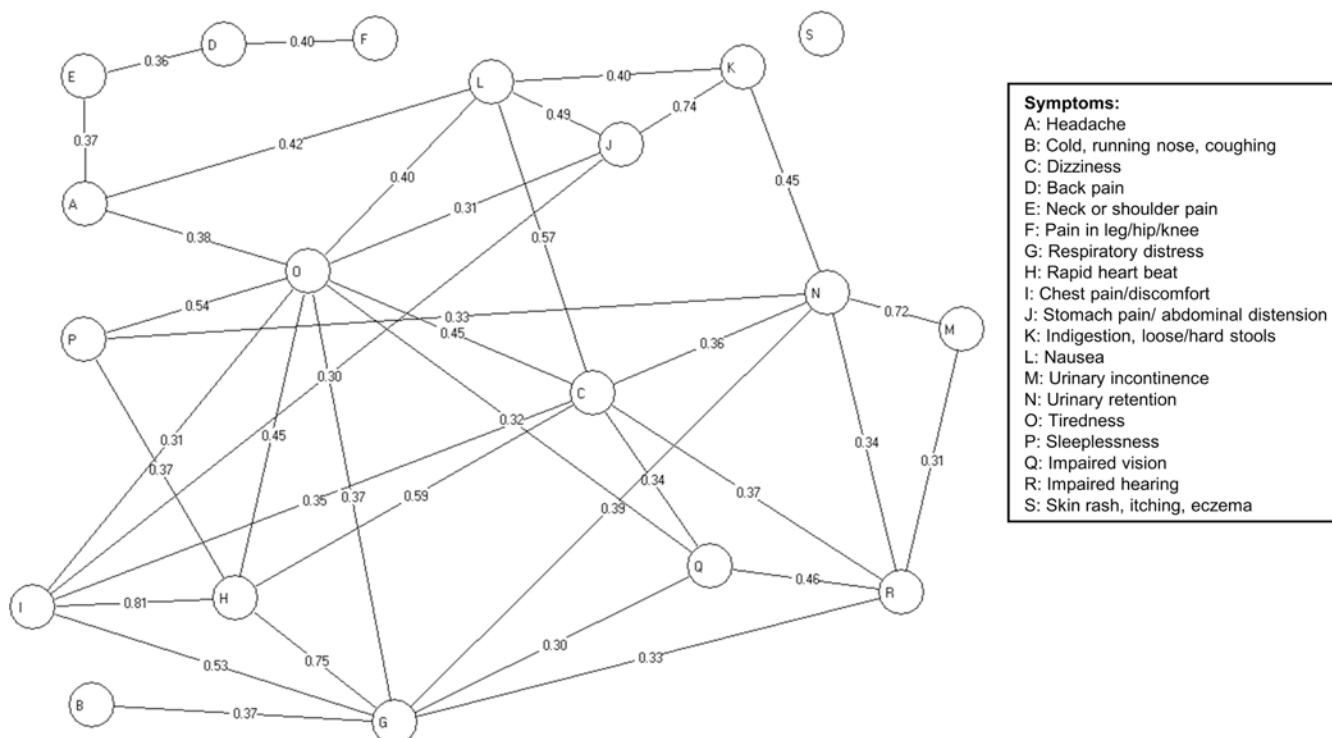 D
F
S
0.40
0.36
E
K
0.40
L
0.74
0.49
0.37
J
0.42
0.40
0.45
A
0.31
0.38
0.57
O
N
0.54
0.72
0.33
M
P
0.45
0.36
0.30
C
0.32
0.31
0.45
0.34
0.31
0.37
0.34
0.37
0.35
0.37
0.59
0.39
Q
0.46
R
I
0.81
H
0.30
0.53
0.75
0.33
B
0.37
G
Symptoms:
A: Headache
B: Cold, running nose, coughing
C: Dizziness
D: Back pain
E: Neck or shoulder pain
F: Pain in leg/hip/knee
G: Respiratory distress
H: Rapid heart beat
I: Chest pain/discomfort
J: Stomach pain/ abdominal distension
K: Indigestion, loose/hard stools
L: Nausea
M: Urinary incontinence
N: Urinary retention
O: Tiredness
P: Sleeplessness
Q: Impaired vision
R: Impaired hearing
S: Skin rash, itching, eczema